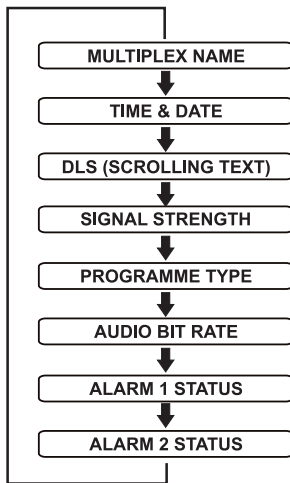 MULTIPLEX NAME
TIME & DATE
DLS (SCROLLING TEXT)
SIGNAL STRENGTH
PROGRAMME TYPE
AUDIO BIT RATE
ALARM 1 STATUS
ALARM 2 STATUS